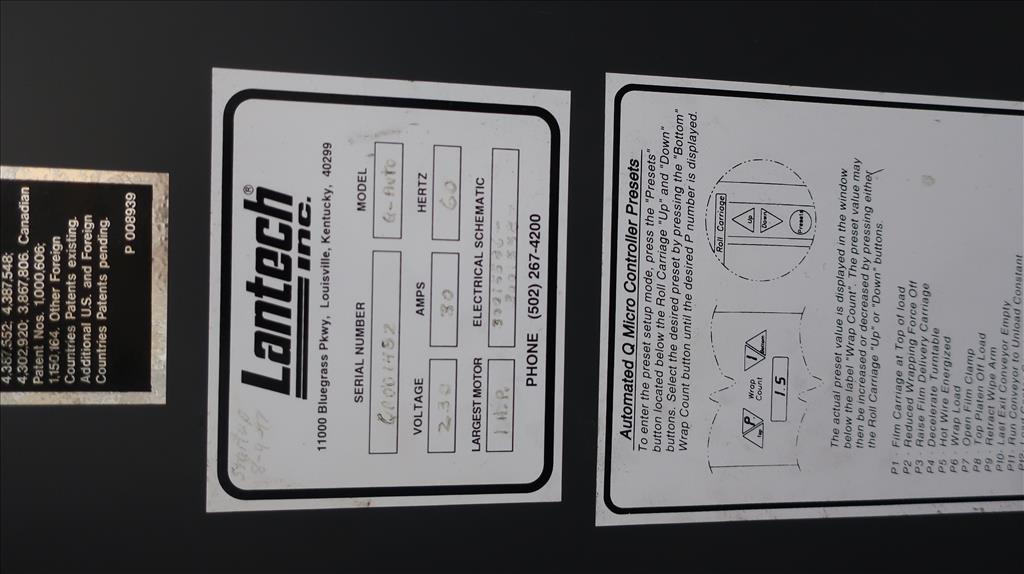 4,387,552; 4,387,548;
4,302,920; 3,867,806. Canadian
Patent Nos. 1,000,606;
1,150,164. Other Foreign
Countries Patents existing.
Additional U.S. and Foreign
Countries Patents pending.
P 008939
Startup
8-4-97
Lantech®
Inc.
11000 Bluegrass Pkwy, Louisville, Kentucky, 40299
SERIAL NUMBER MODEL
Q-Auto
VOLTAGE AMPS HERTZ
230 30 60
LARGEST MOTOR ELECTRICAL SCHEMATIC
1 H.P.
PHONE (502) 267-4200
Automated Q Micro Controller Presets
To enter the preset setup mode, press the "Presets"
button located below the Roll Carriage "Up" and "Down"
buttons. Select the desired preset by pressing the "Bottom"
Wrap Count button until the desired P number is displayed.
Roll Carriage
Up
Down
Presets
P Wrap Count 1
Top Bottom
1.5
The actual preset value is displayed in the window
below the label "Wrap Count". The preset value may
then be increased or decreased by pressing either
the Roll Carriage "Up" or "Down" buttons.
P1 - Film Carriage at Top of load
P2 - Reduced Wrapping Force Off
P3 - Raise Film Delivery Carriage
P4 - Decelerate Turntable
P5 - Hot Wire Energized
P6 - Wrap Load
P7 - Open Film Clamp
P8 - Top Platen Off Load
P9 - Retract Wipe Arm
P10- Last Exit Conveyor Empty
P11 - Run Conveyor to Unload Constant